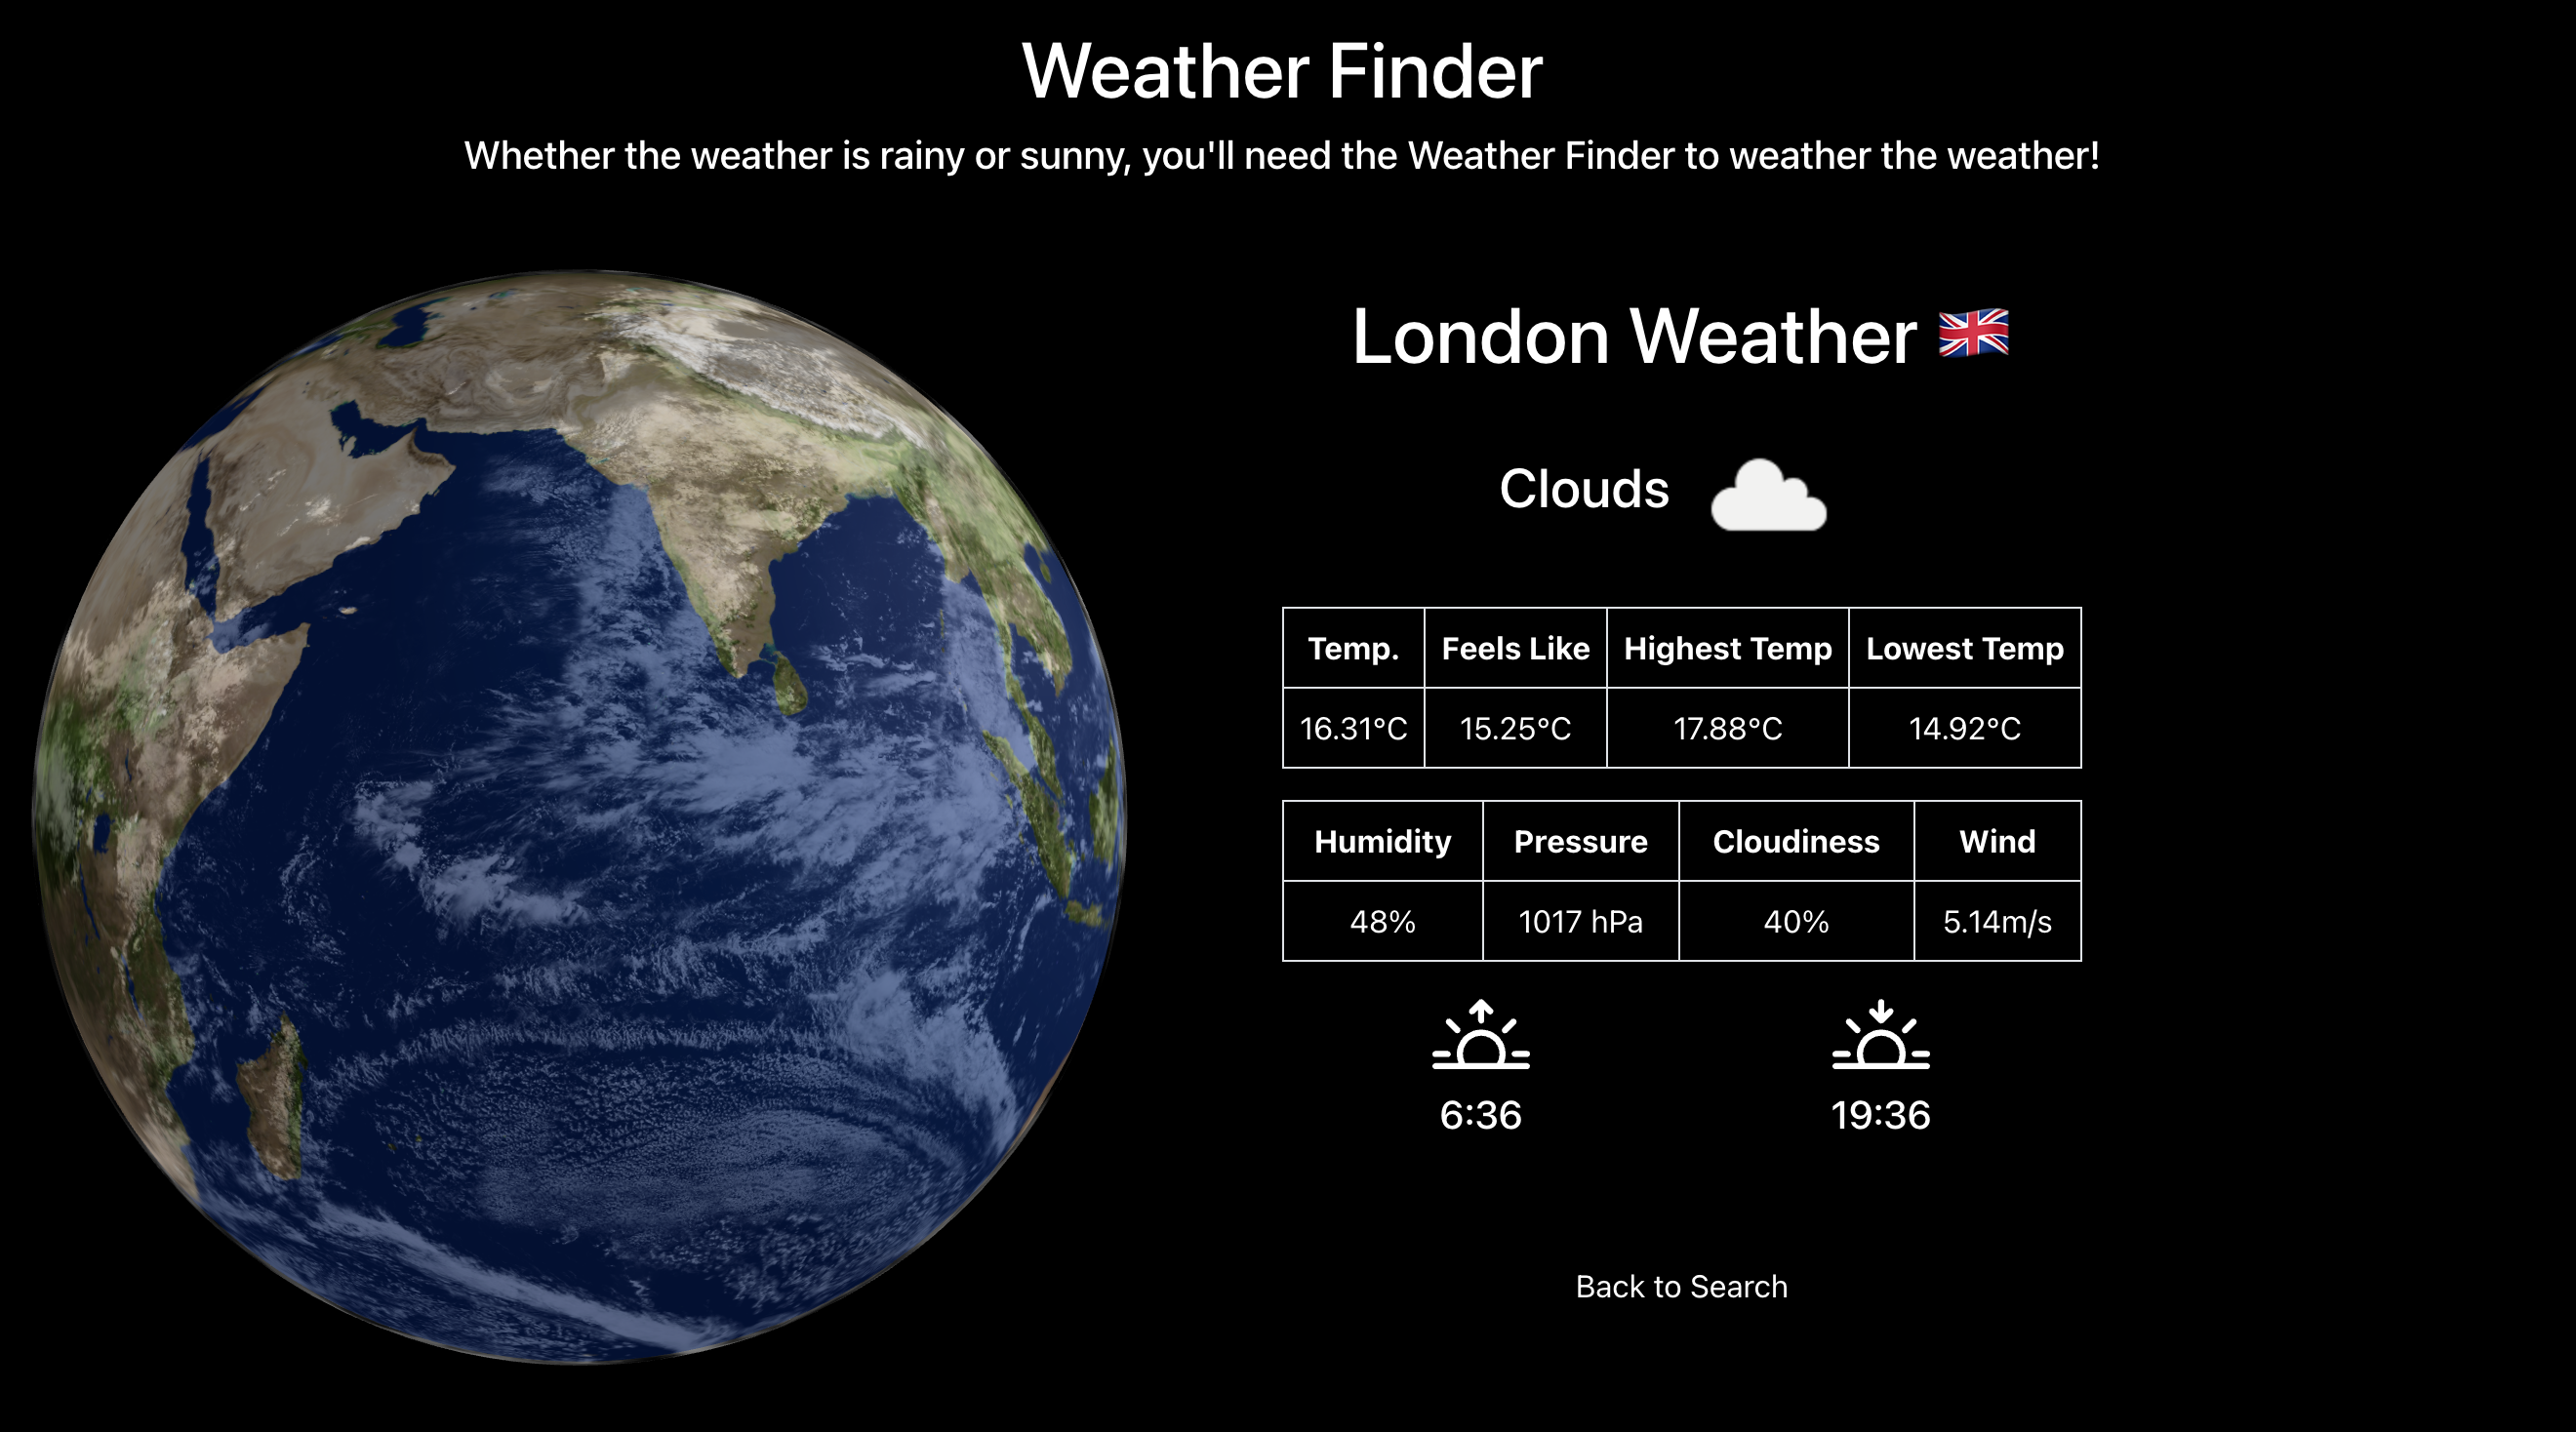 Weather Finder
Whether the weather is rainy or sunny, you'll need the Weather Finder to weather the weather!
London Weather 🇬🇧
Clouds
Temp. Feels Like Highest Temp Lowest Temp
16.31°C 15.25°C 17.88°C 14.92°C
Humidity Pressure Cloudiness Wind
48% 1017 hPa 40% 5.14m/s
6:36 19:36
Back to Search